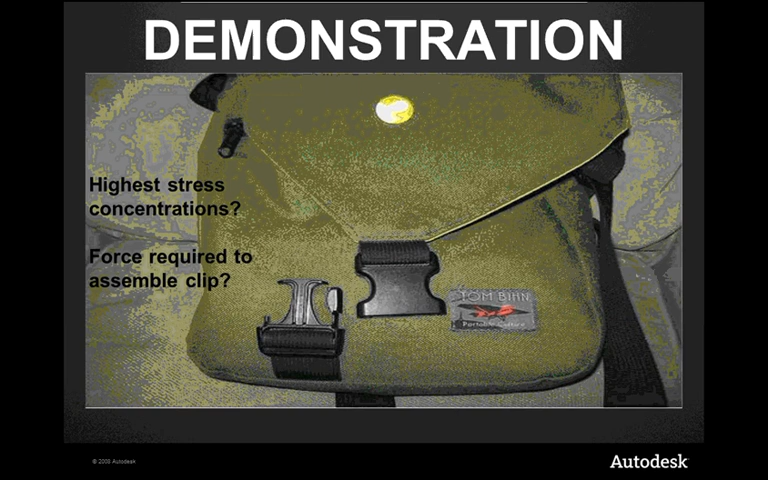 DEMONSTRATION
Highest stress
concentrations?
Force required to
assemble clip?
TOM BIHN
Portable Culture
© 2008 Autodesk
Autodesk